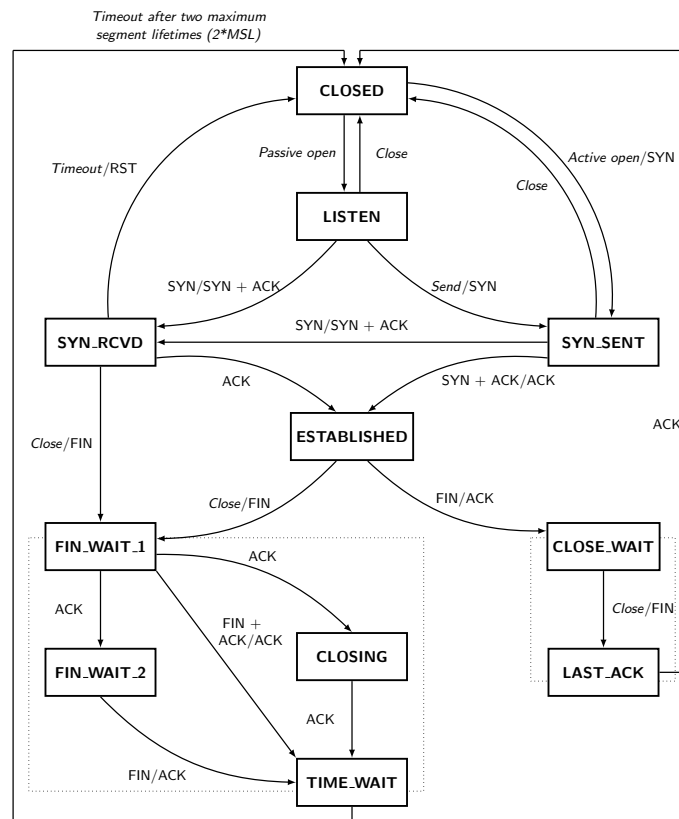 Timeout after two maximum
segment lifetimes (2*MSL)
CLOSED
Passive open
Close
Timeout/RST
Active open/SYN
Close
LISTEN
SYN/SYN + ACK
Send/SYN
SYN_RCVD
SYN/SYN + ACK
SYN_SENT
ACK
SYN + ACK/ACK
ESTABLISHED
ACK
Close/FIN
Close/FIN
FIN/ACK
FIN_WAIT_1
CLOSE_WAIT
ACK
ACK
FIN +
ACK/ACK
Close/FIN
CLOSING
FIN_WAIT_2
LAST_ACK
ACK
FIN/ACK
TIME_WAIT